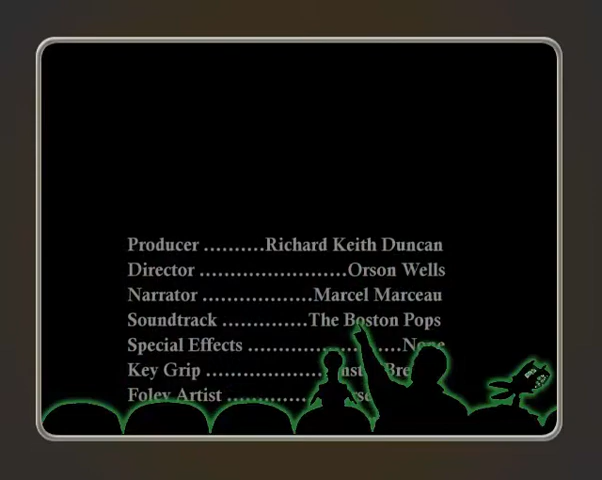 Producer ..........Richard Keith Duncan
Director ........................Orson Wells
Narrator ..................Marcel Marceau
Soundtrack ..............The Boston Pops
Special Effects .........................None
Key Grip
Foley Artist